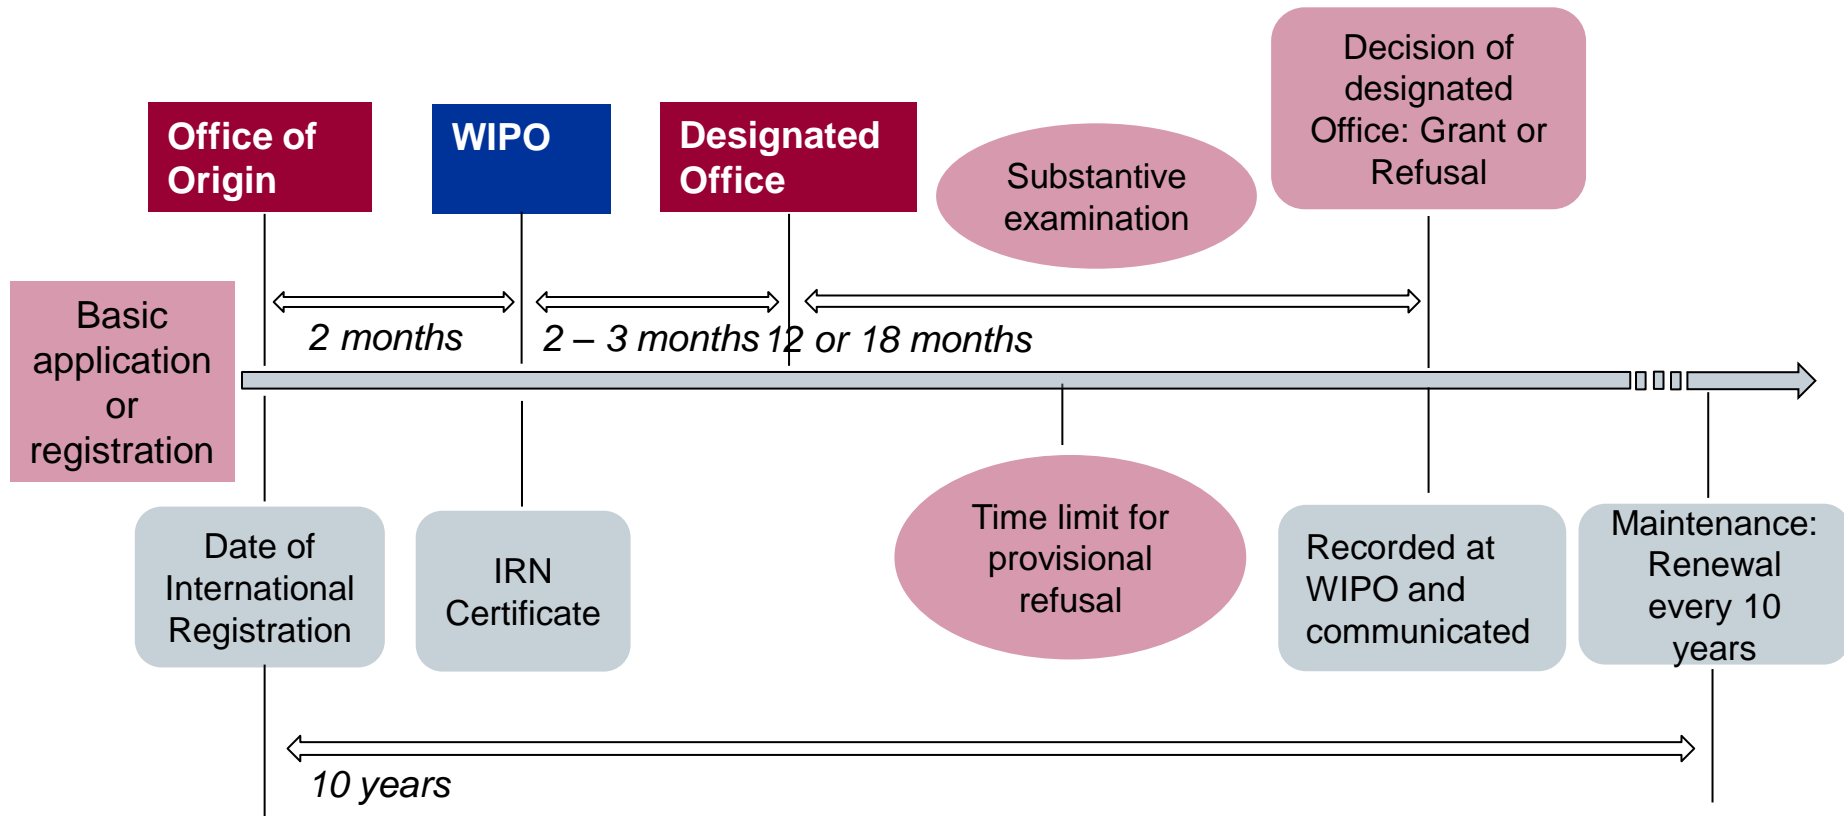 Office of
Origin
WIPO
Designated
Office
Substantive
examination
Decision of
designated
Office: Grant or
Refusal
Basic
application
or
registration
2 months
2 – 3 months
12 or 18 months
Date of
International
Registration
IRN
Certificate
Time limit for
provisional
refusal
Recorded at
WIPO and
communicated
Maintenance:
Renewal
every 10
years
10 years